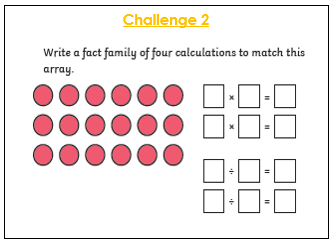 Challenge 2
Write a fact family of four calculations to match this
array.
× =
× =
÷ =
÷ =